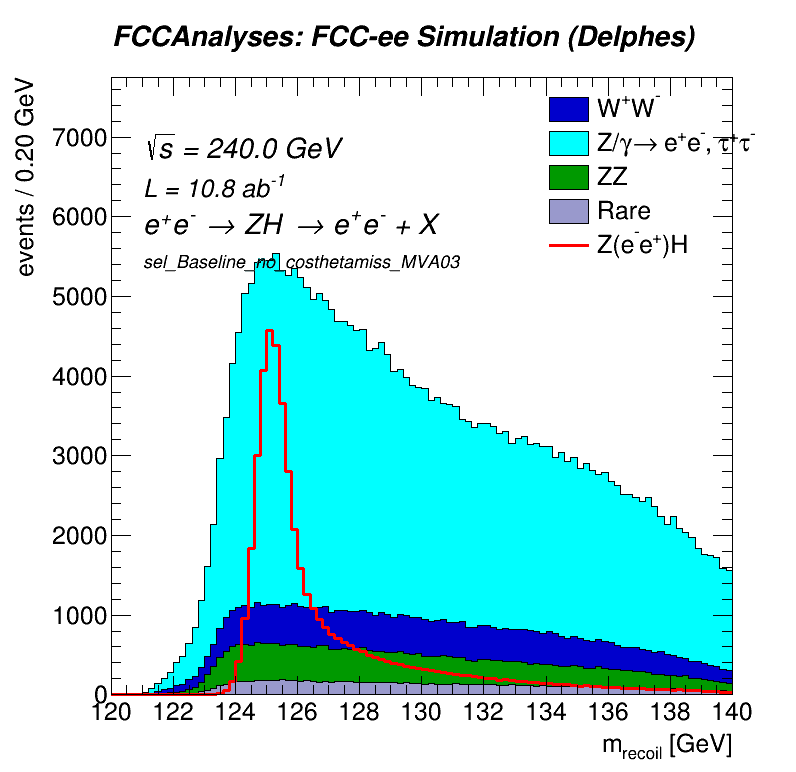 FCCAnalyses: FCC-ee Simulation (Delphes)
events / 0.20 GeV
√s = 240.0 GeV
L = 10.8 ab⁻¹
e⁺e⁻ → ZH → e⁺e⁻ + X
sel_Baseline_no_costhetamiss_MVA03
W⁺W⁻
Z/γ→ e⁺e⁻, τ⁺τ⁻
ZZ
Rare
Z(e⁻e⁺)H
7000
6000
5000
4000
3000
2000
1000
0
120 122 124 126 128 130 132 134 136 138 140
m_recoil [GeV]